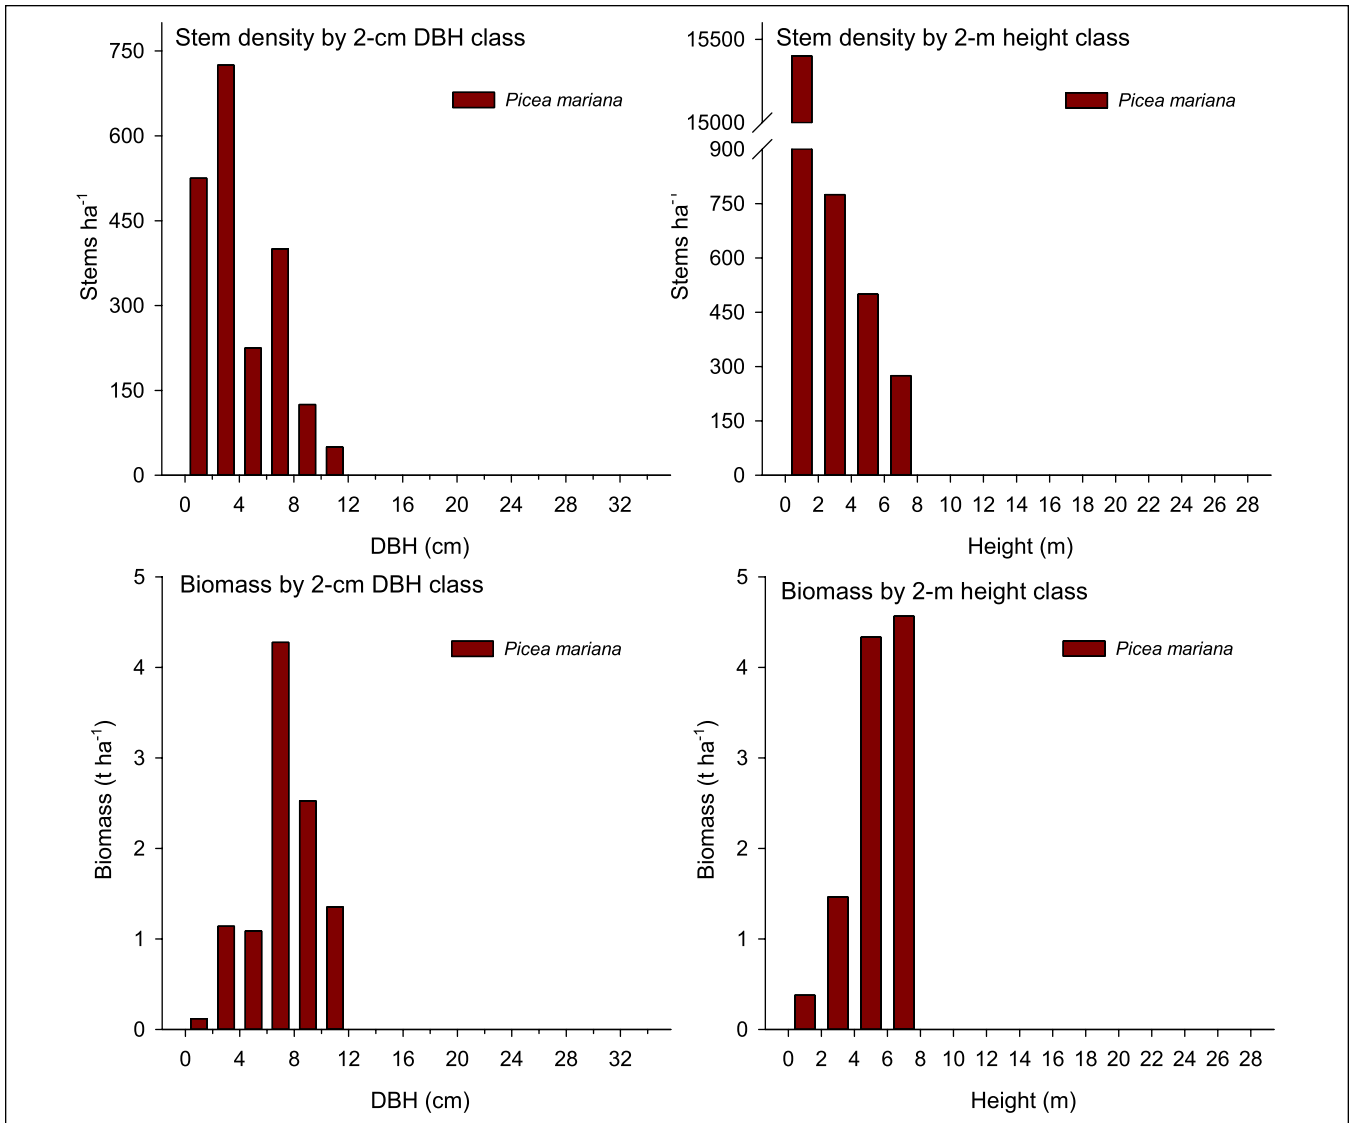 Stem density by 2-cm DBH class
Picea mariana
750
600
450
300
150
0
Stems ha-1
0 4 8 12 16 20 24 28 32
DBH (cm)
Stem density by 2-m height class
Picea mariana
15500
15000
900
750
600
450
300
150
0
Stems ha-1
0 2 4 6 8 10 12 14 16 18 20 22 24 26 28
Height (m)
Biomass by 2-cm DBH class
Picea mariana
5
4
3
2
1
0
Biomass (t ha-1)
0 4 8 12 16 20 24 28 32
DBH (cm)
Biomass by 2-m height class
Picea mariana
5
4
3
2
1
0
Biomass (t ha-1)
0 2 4 6 8 10 12 14 16 18 20 22 24 26 28
Height (m)